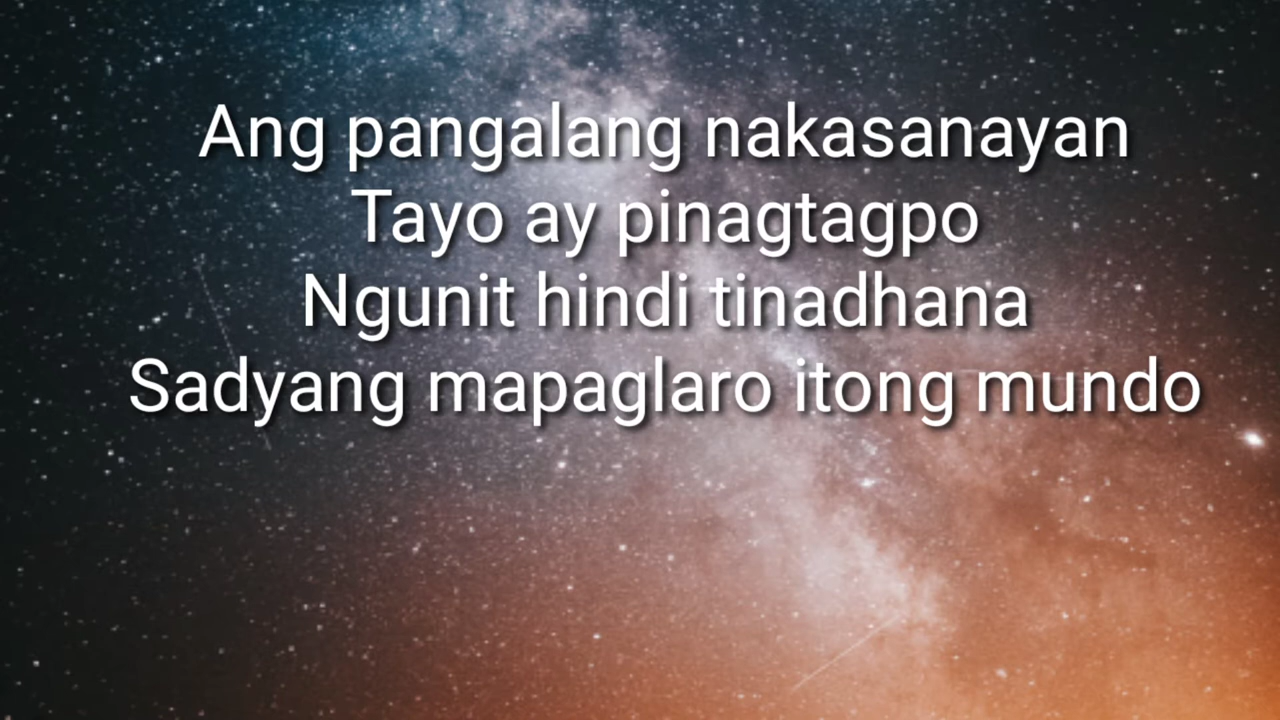 Ang pangalang nakasanayan
Tayo ay pinagtagpo
Ngunit hindi tinadhana
Sadyang mapaglaro itong mundo